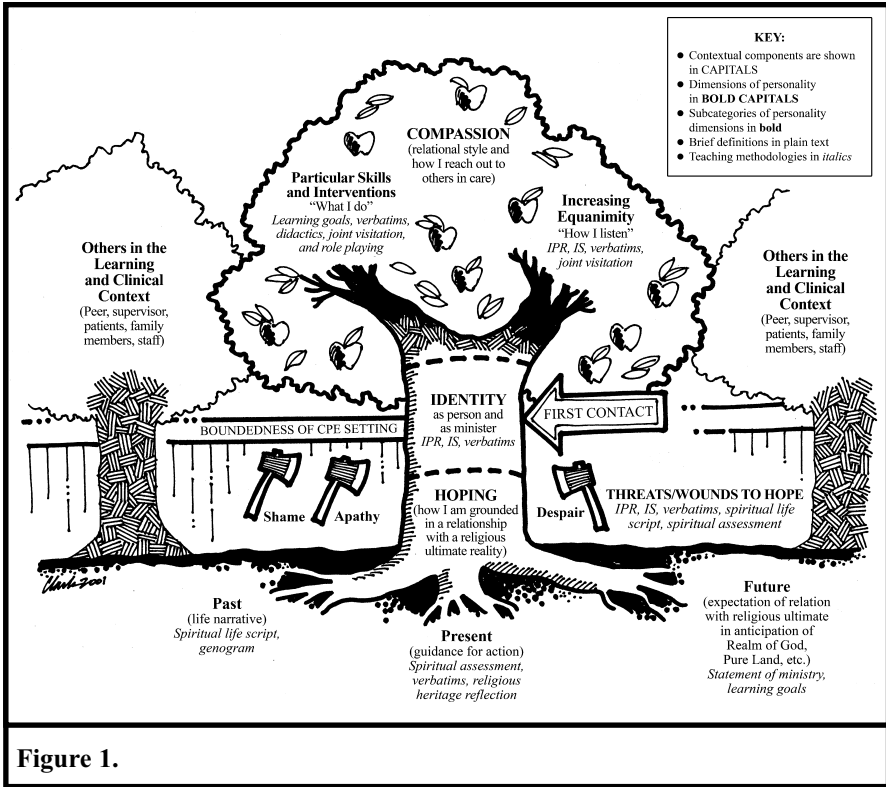 KEY:
● Contextual components are shown
in CAPITALS
● Dimensions of personality
in BOLD CAPITALS
● Subcategories of personality
dimensions in bold
● Brief definitions in plain text
● Teaching methodologies in italics
COMPASSION
(relational style and
how I reach out to
others in care)
Particular Skills
and Interventions
“What I do”
Learning goals, verbatims,
didactics, joint visitation,
and role playing
Increasing
Equanimity
“How I listen”
IPR, IS, verbatims,
joint visitation
Others in the
Learning
and Clinical
Context
(Peer, supervisor,
patients, family
members, staff)
Others in the
Learning
and Clinical
Context
(Peer, supervisor,
patients, family
members, staff)
IDENTITY
as person and
as minister
IPR, IS, verbatims
FIRST CONTACT
BOUNDEDNESS OF CPE SETTING
HOPING
(how I am grounded
in a relationship
with a religious
ultimate reality)
Shame
Apathy
Despair
THREATS/WOUNDS TO HOPE
IPR, IS, verbatims, spiritual life
script, spiritual assessment
Past
(life narrative)
Spiritual life script,
genogram
Present
(guidance for action)
Spiritual assessment,
verbatims, religious
heritage reflection
Future
(expectation of relation
with religious ultimate
in anticipation of
Realm of God,
Pure Land, etc.)
Statement of ministry,
learning goals
2001
Figure 1.